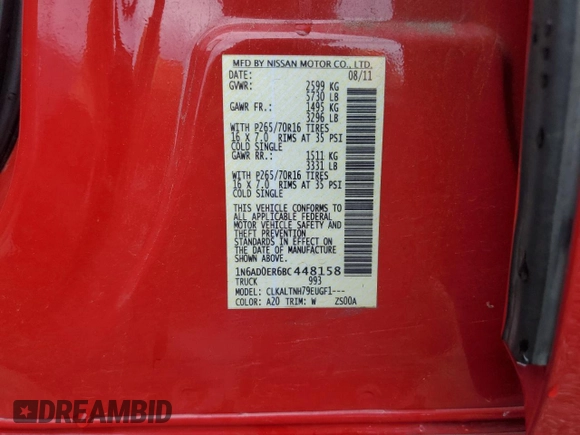 MFD BY NISSAN MOTOR CO., LTD.
DATE: 08/11
GVWR: 2599 KG
5730 LB
GAWR FR.: 1495 KG
3296 LB
WITH P265/70R16 TIRES
16 X 7.0 RIMS AT 35 PSI
COLD SINGLE
GAWR RR.: 1511 KG
3331 LB
WITH P265/70R16 TIRES
16 X 7.0 RIMS AT 35 PSI
COLD SINGLE
THIS VEHICLE CONFORMS TO
ALL APPLICABLE FEDERAL
MOTOR VEHICLE SAFETY
AND THEFT PREVENTION
STANDARDS IN EFFECT ON
THE DATE OF MANUFACTURE
SHOWN ABOVE.
1N6AD0ER6BC448158
TRUCK 993
MODEL: CLKALTNH79EUGF1---
COLOR: A20 TRIM: W ZS00A
DREAMBID